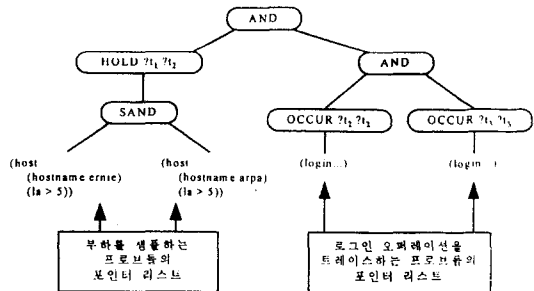 AND
HOLD ?t₁ ?t₂
AND
SAND
OCCUR ?t₂ ?t₂
OCCUR ?t₃ ?t₃
(host
(hostname ernie)
(la > 5))
(host
(hostname arpa)
(la > 5))
(login...)
(login...)
부하를 샘플하는
프로브들의
포인터 리스트
로그인 오퍼레이션을
트레이스하는 프로브들의
포인터 리스트